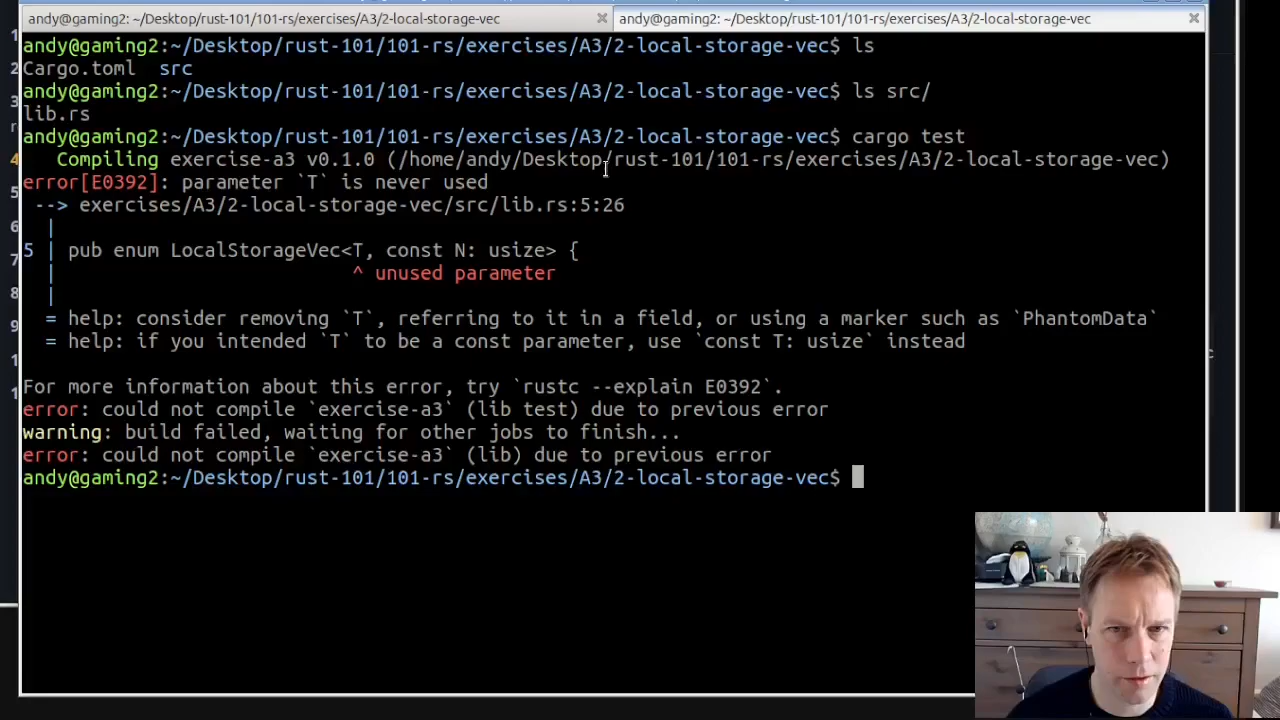 andy@gaming2: ~/Desktop/rust-101/101-rs/exercises/A3/2-local-storage-vec
andy@gaming2: ~/Desktop/rust-101/101-rs/exercises/A3/2-local-storage-vec
andy@gaming2:~/Desktop/rust-101/101-rs/exercises/A3/2-local-storage-vec$ ls
Cargo.toml  src
andy@gaming2:~/Desktop/rust-101/101-rs/exercises/A3/2-local-storage-vec$ ls src/
lib.rs
andy@gaming2:~/Desktop/rust-101/101-rs/exercises/A3/2-local-storage-vec$ cargo test
   Compiling exercise-a3 v0.1.0 (/home/andy/Desktop/rust-101/101-rs/exercises/A3/2-local-storage-vec)
error[E0392]: parameter `T` is never used
 --> exercises/A3/2-local-storage-vec/src/lib.rs:5:26
  |
5 | pub enum LocalStorageVec<T, const N: usize> {
  |                          ^ unused parameter
  |
  = help: consider removing `T`, referring to it in a field, or using a marker such as `PhantomData`
  = help: if you intended `T` to be a const parameter, use `const T: usize` instead
For more information about this error, try `rustc --explain E0392`.
error: could not compile `exercise-a3` (lib test) due to previous error
warning: build failed, waiting for other jobs to finish...
error: could not compile `exercise-a3` (lib) due to previous error
andy@gaming2:~/Desktop/rust-101/101-rs/exercises/A3/2-local-storage-vec$